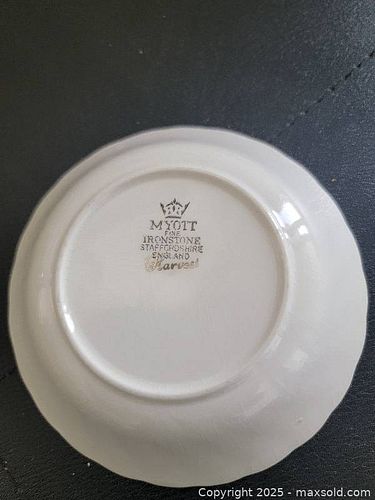 MYOTT
FINE
IRONSTONE
STAFFORDSHIRE
ENGLAND
Harvest
Copyright © 2025 - maxsold.com